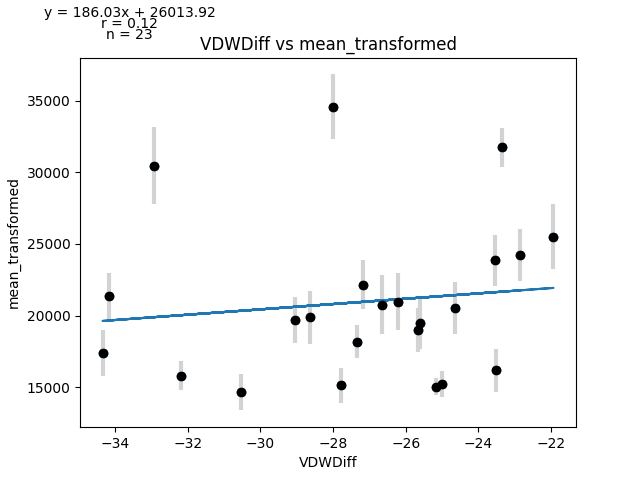 y = 186.03x + 26013.92
r = 0.12
n = 23
VDWDiff vs mean_transformed
35000
30000
25000
20000
15000
mean_transformed
−34
−32
−30
−28
−26
−24
−22
VDWDiff